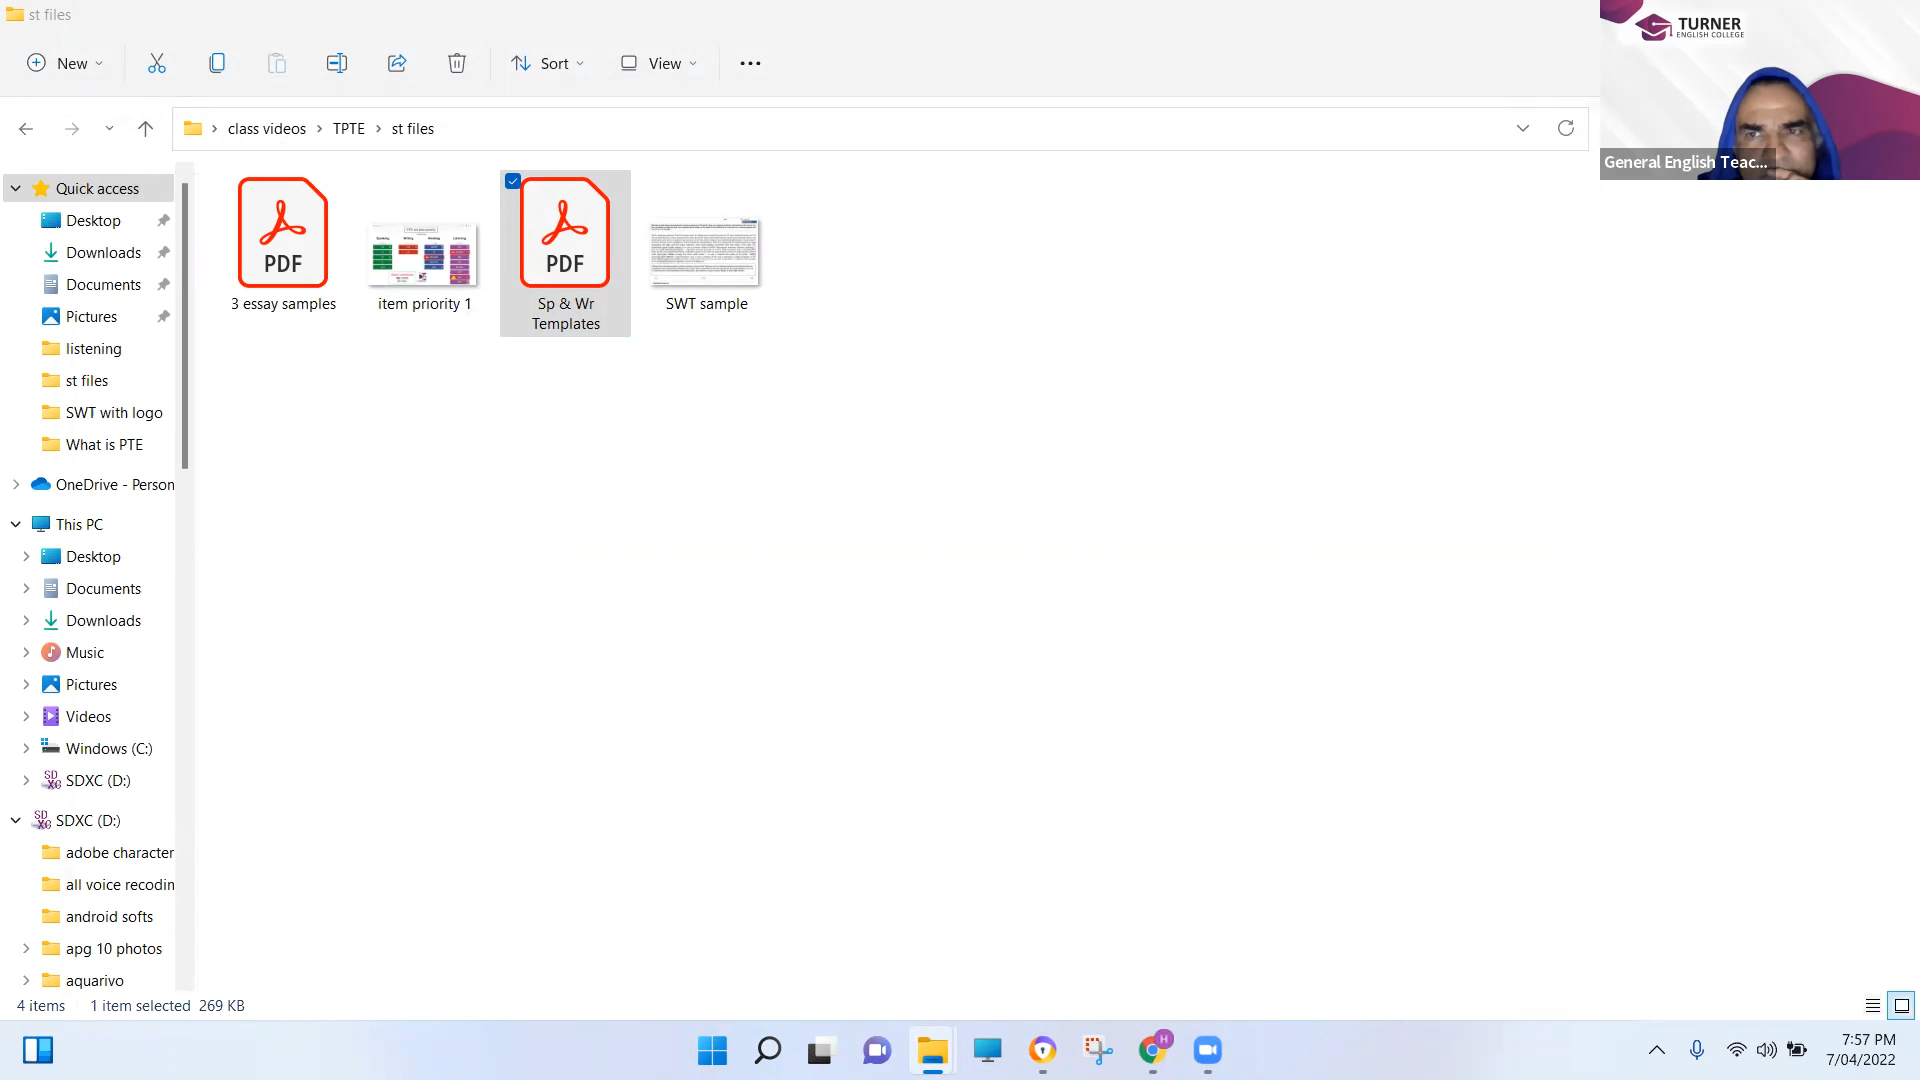 st files
New
Sort
View
class videos
TPTE
st files
TURNER
ENGLISH COLLEGE
General English Teac...
Quick access
Desktop
Downloads
Documents
Pictures
listening
st files
SWT with logo
What is PTE
OneDrive - Person
This PC
Desktop
Documents
Downloads
Music
Pictures
Videos
Windows (C:)
SDXC (D:)
SDXC (D:)
adobe character
all voice recodin
android softs
apg 10 photos
aquarivo
PDF
3 essay samples
item priority 1
PDF
Sp & Wr
Templates
SWT sample
4 items
1 item selected 269 KB
H
7:57 PM
7/04/2022